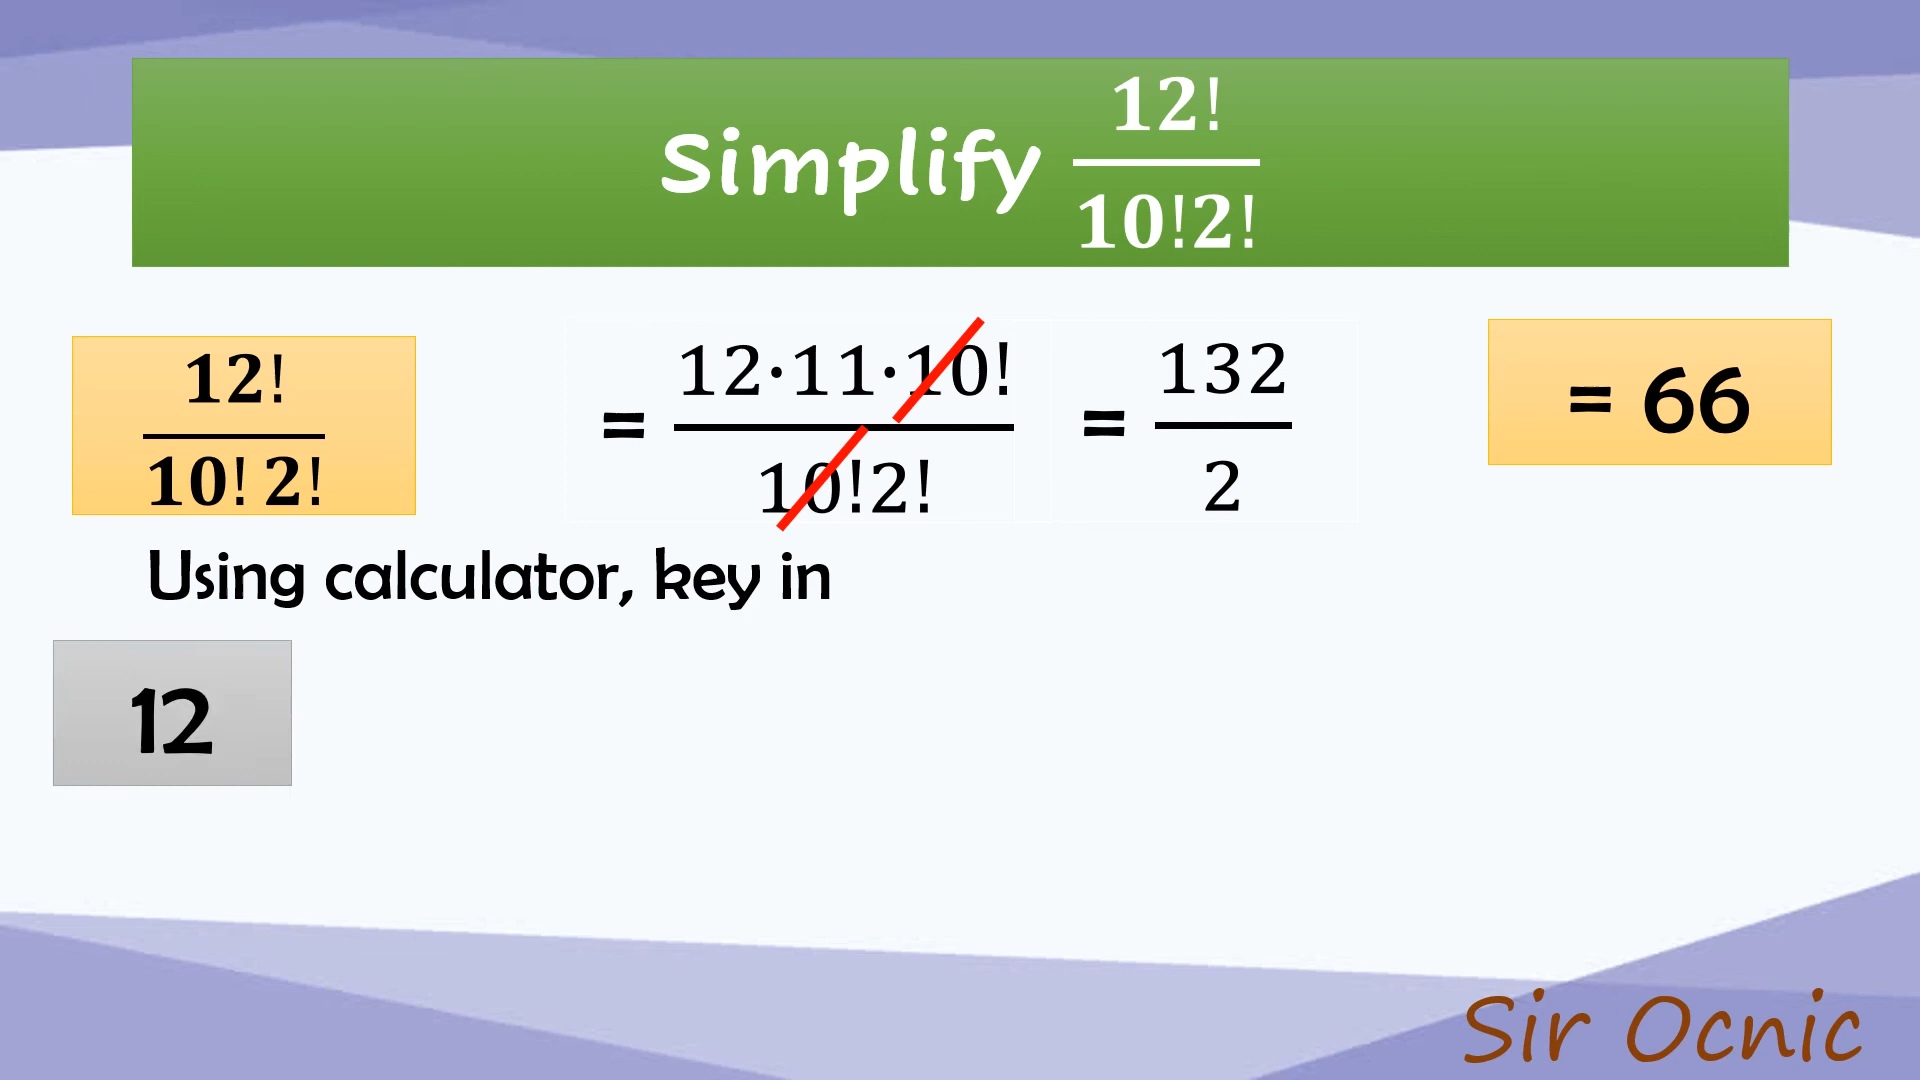 Simplify 12!/10!2!
12!/10! 2! = 12·11·10!/10!2! = 132/2 = 66
Using calculator, key in
12
Sir Ocnic